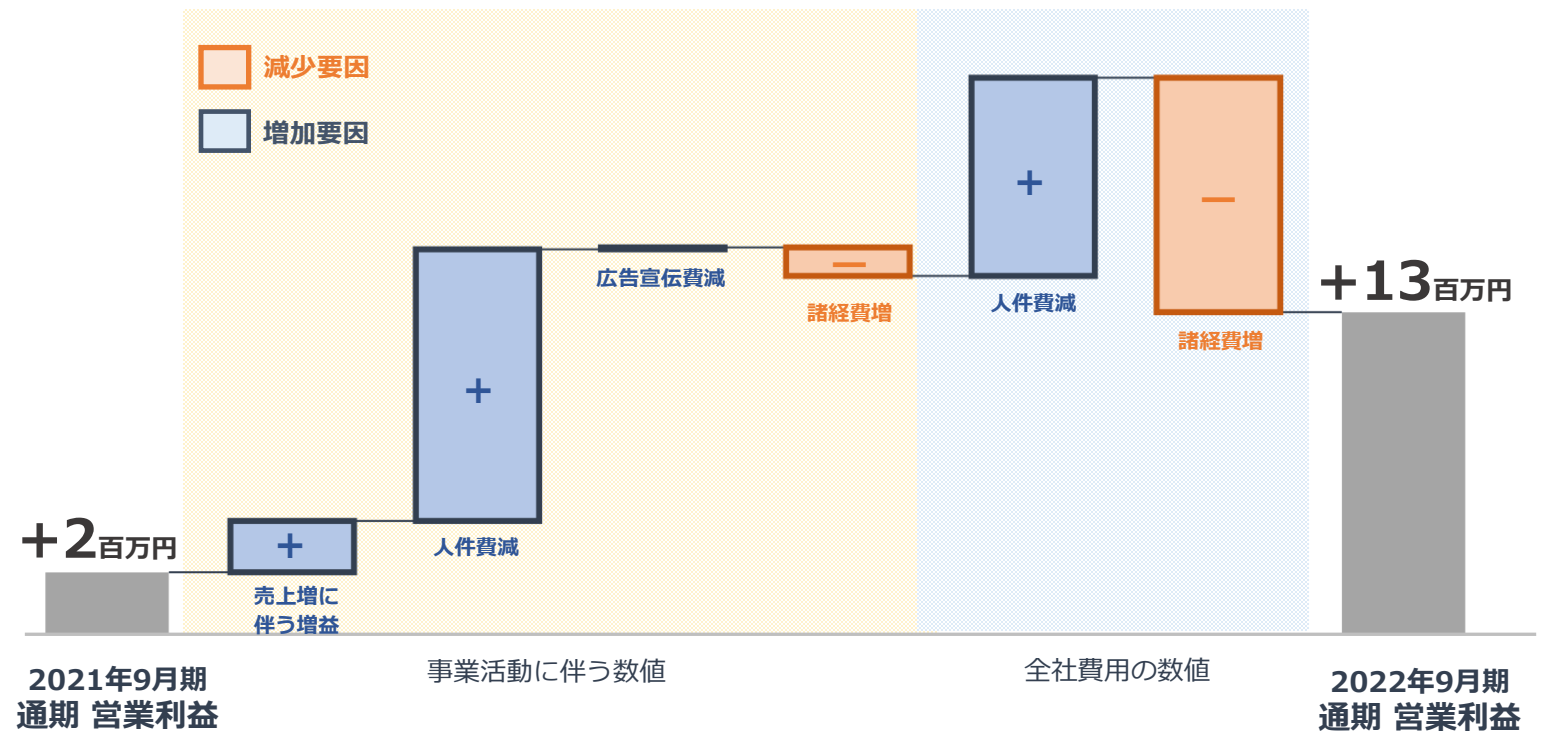 減少要因
増加要因
+2百万円
+
売上増に
伴う増益
+
人件費減
広告宣伝費減
－
諸経費増
+
人件費減
－
諸経費増
+13百万円
2021年9月期
通期 営業利益
事業活動に伴う数値
全社費用の数値
2022年9月期
通期 営業利益